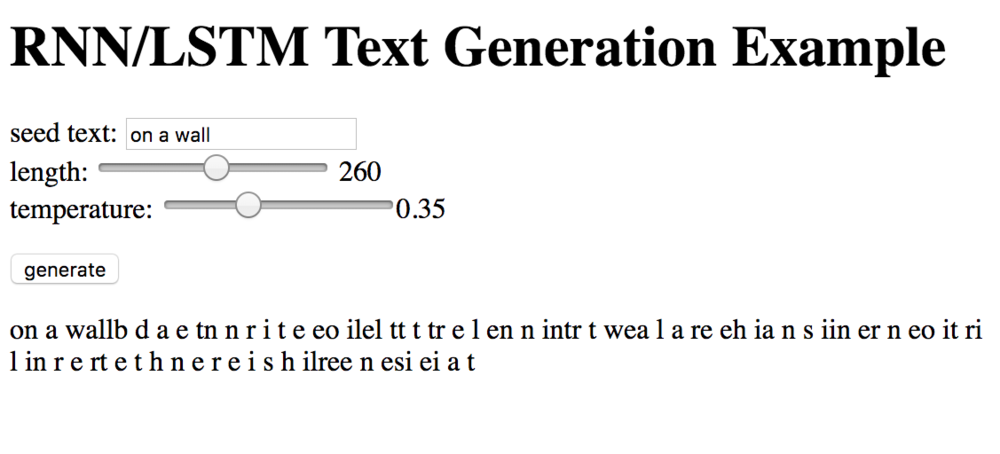 RNN/LSTM Text Generation Example
seed text: on a wall
length: 260
temperature: 0.35
generate
on a wallb d a e tn n r i t e eo ilel tt t tr e l en n intr t wea l a re eh ia n s iin er n eo it ri
l in r e rt e t h n e r e i s h ilree n esi ei a t